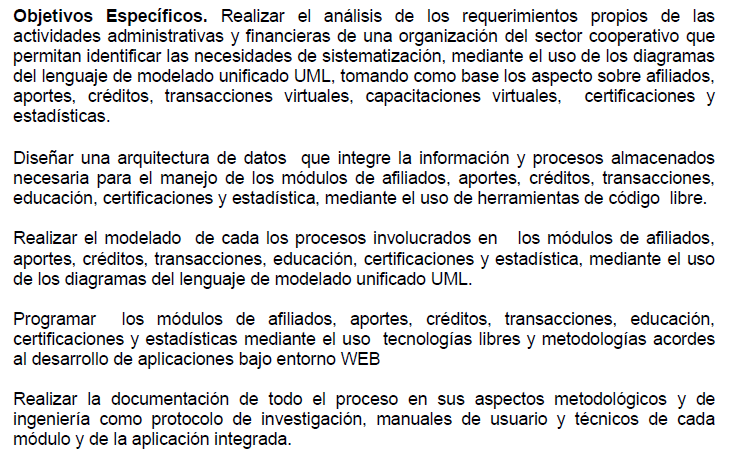 Objetivos Específicos. Realizar el análisis de los requerimientos propios de las
actividades administrativas y financieras de una organización del sector cooperativo que
permitan identificar las necesidades de sistematización, mediante el uso de los diagramas
del lenguaje de modelado unificado UML, tomando como base los aspecto sobre afiliados,
aportes, créditos, transacciones virtuales, capacitaciones virtuales, certificaciones y
estadísticas.
Diseñar una arquitectura de datos que integre la información y procesos almacenados
necesaria para el manejo de los módulos de afiliados, aportes, créditos, transacciones,
educación, certificaciones y estadística, mediante el uso de herramientas de código libre.
Realizar el modelado de cada los procesos involucrados en los módulos de afiliados,
aportes, créditos, transacciones, educación, certificaciones y estadística, mediante el uso
de los diagramas del lenguaje de modelado unificado UML.
Programar los módulos de afiliados, aportes, créditos, transacciones, educación,
certificaciones y estadísticas mediante el uso tecnologías libres y metodologías acordes
al desarrollo de aplicaciones bajo entorno WEB
Realizar la documentación de todo el proceso en sus aspectos metodológicos y de
ingeniería como protocolo de investigación, manuales de usuario y técnicos de cada
módulo y de la aplicación integrada.